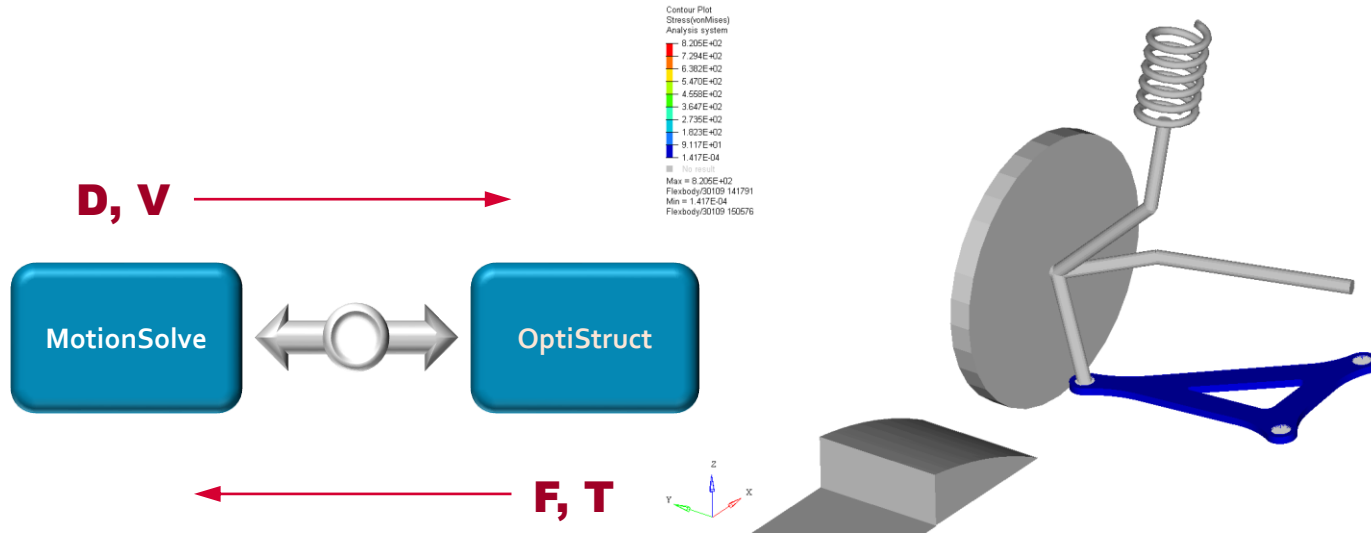 Contour Plot
Stress(vonMises)
Analysis system
8.205E+02
7.294E+02
6.382E+02
5.470E+02
4.558E+02
3.647E+02
2.735E+02
1.823E+02
9.117E+01
1.417E-04
No result
Max = 8.205E+02
Flexbody/30109 141791
Min = 1.417E-04
Flexbody/30109 150576
D, V
MotionSolve
OptiStruct
F, T
Z
Y
X